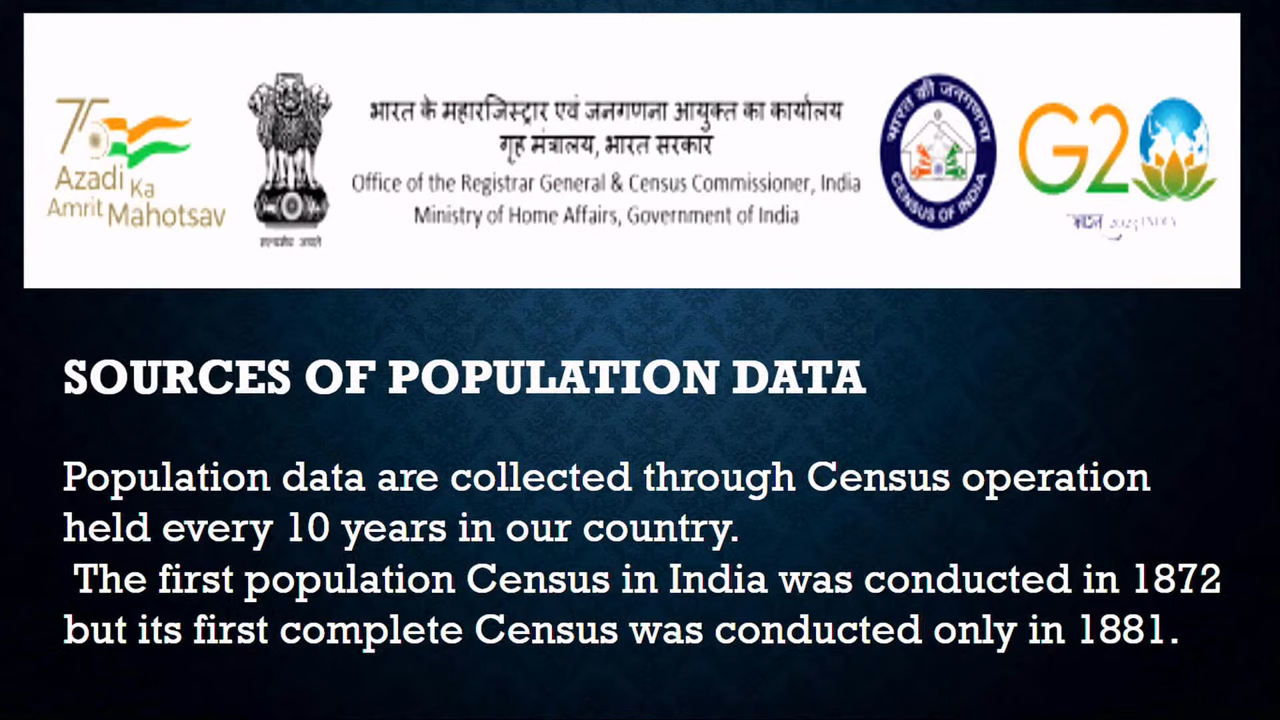 75
Azadi Ka
Amrit Mahotsav
भारत के महारजिस्ट्रार एवं जनगणना आयुक्त का कार्यालय
गृह मंत्रालय, भारत सरकार
Office of the Registrar General & Census Commissioner, India
Ministry of Home Affairs, Government of India
सत्यमेव जयते
भारत की जनगणना
CENSUS OF INDIA
G20
2023 INDIA
SOURCES OF POPULATION DATA
Population data are collected through Census operation
held every 10 years in our country.
The first population Census in India was conducted in 1872
but its first complete Census was conducted only in 1881.